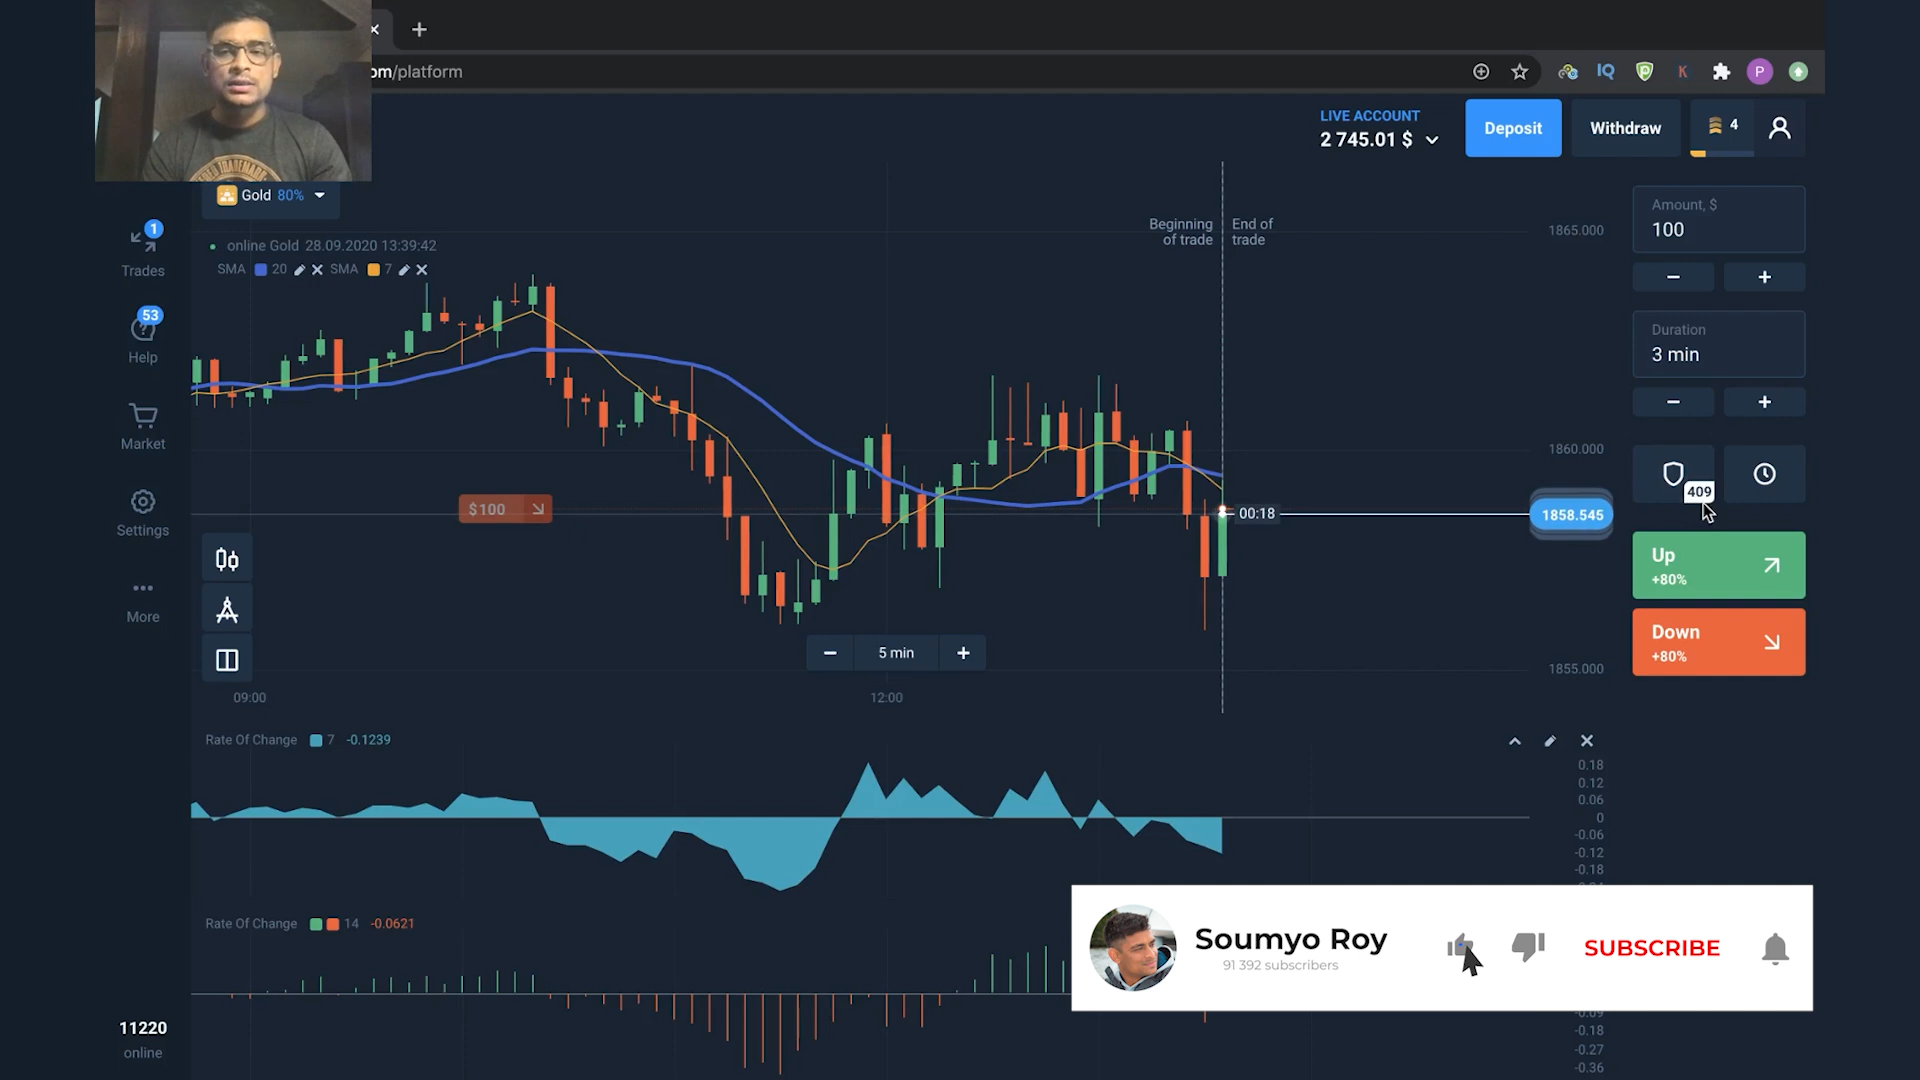 om/platform
IQ
K
P
LIVE ACCOUNT
2 745.01 $
Deposit
Withdraw
4
Gold 80%
Beginning of trade
End of trade
online Gold 28.09.2020 13:39:42
SMA 20 SMA 7
1865.000
Amount, $
100
1
Trades
53
Help
Market
Settings
More
Duration
3 min
1860.000
409
$100
00:18
1858.545
Up
+80%
Down
+80%
5 min
1855.000
09:00
12:00
Rate Of Change 7 -0.1239
0.18
0.12
0.06
0
-0.06
-0.12
-0.18
Rate Of Change 14 -0.0621
Soumyo Roy
91 392 subscribers
SUBSCRIBE
-0.09
-0.18
-0.27
-0.36
11220
online